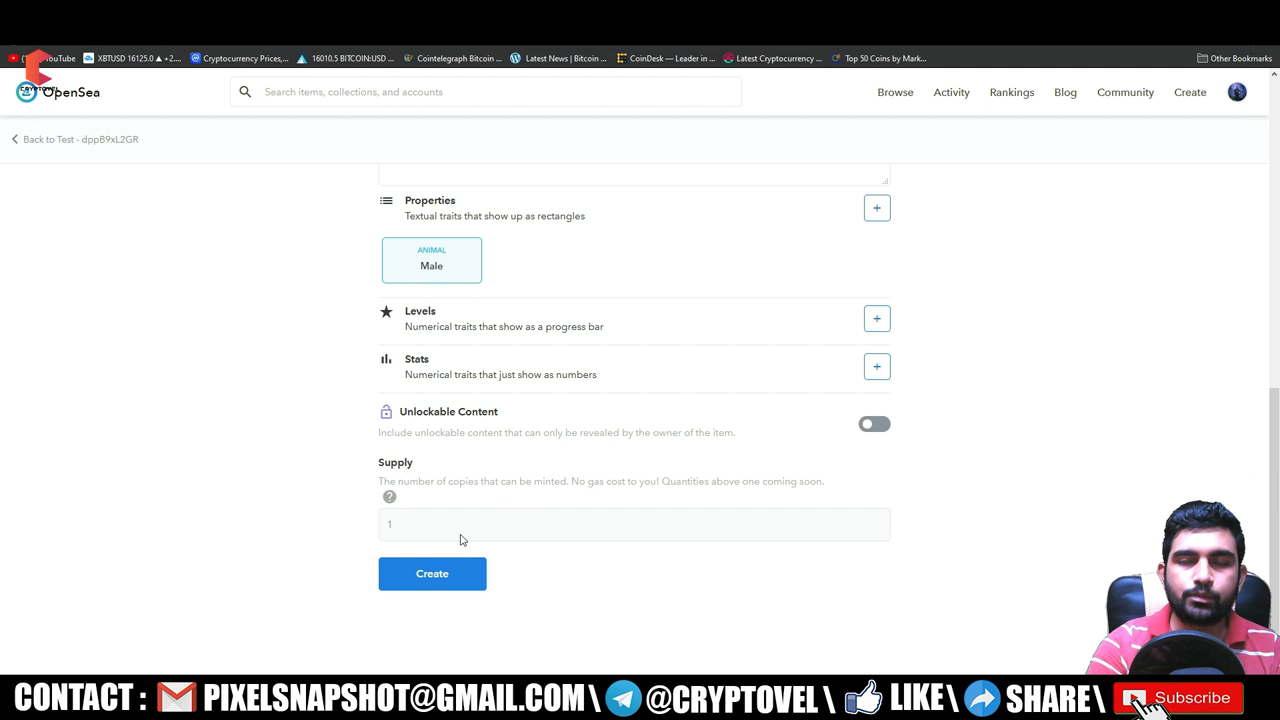 YouTube
XBTUSD 16125.0 ▲ +2....
Cryptocurrency Prices,...
16010.5 BITCOIN:USD ...
Cointelegraph Bitcoin ...
Latest News | Bitcoin ...
CoinDesk — Leader in ...
Latest Cryptocurrency ...
Top 50 Coins by Mark...
Other Bookmarks
CRYPTOVEL
OpenSea
Search items, collections, and accounts
Browse
Activity
Rankings
Blog
Community
Create
Back to Test - dppB9xL2GR
Properties
Textual traits that show up as rectangles
+
ANIMAL
Male
Levels
Numerical traits that show as a progress bar
+
Stats
Numerical traits that just show as numbers
+
Unlockable Content
Include unlockable content that can only be revealed by the owner of the item.
Supply
The number of copies that can be minted. No gas cost to you! Quantities above one coming soon.
?
1
Create
CONTACT : PIXELSNAPSHOT@GMAIL.COM \ @CRYPTOVEL \ LIKE \ SHARE \ Subscribe